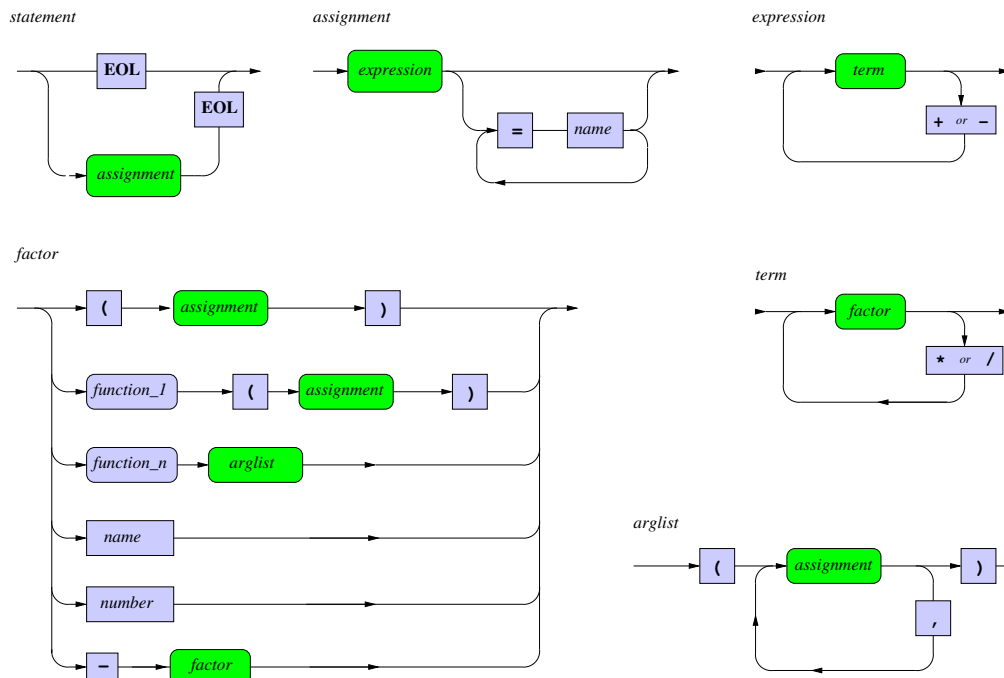 statement
EOL
EOL
assignment
assignment
expression
= name
expression
term
+ or -
factor
( assignment )
function_1 ( assignment )
function_n arglist
name
number
- factor
term
factor
* or /
arglist
( assignment )
,